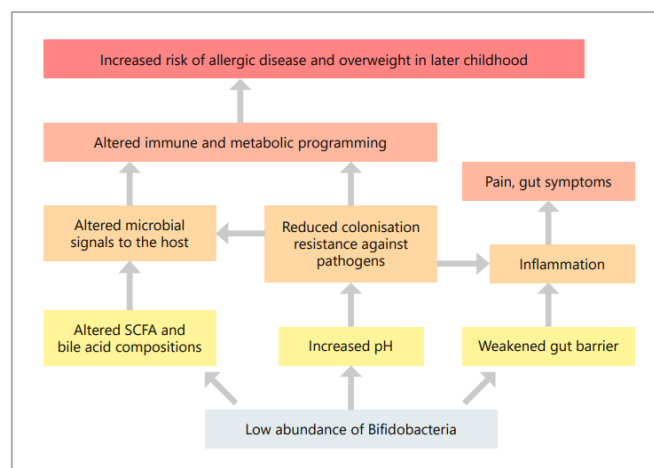 Increased risk of allergic disease and overweight in later childhood
Altered immune and metabolic programming
Pain, gut symptoms
Altered microbial
signals to the host
Reduced colonisation
resistance against
pathogens
Inflammation
Altered SCFA and
bile acid compositions
Increased pH
Weakened gut barrier
Low abundance of Bifidobacteria